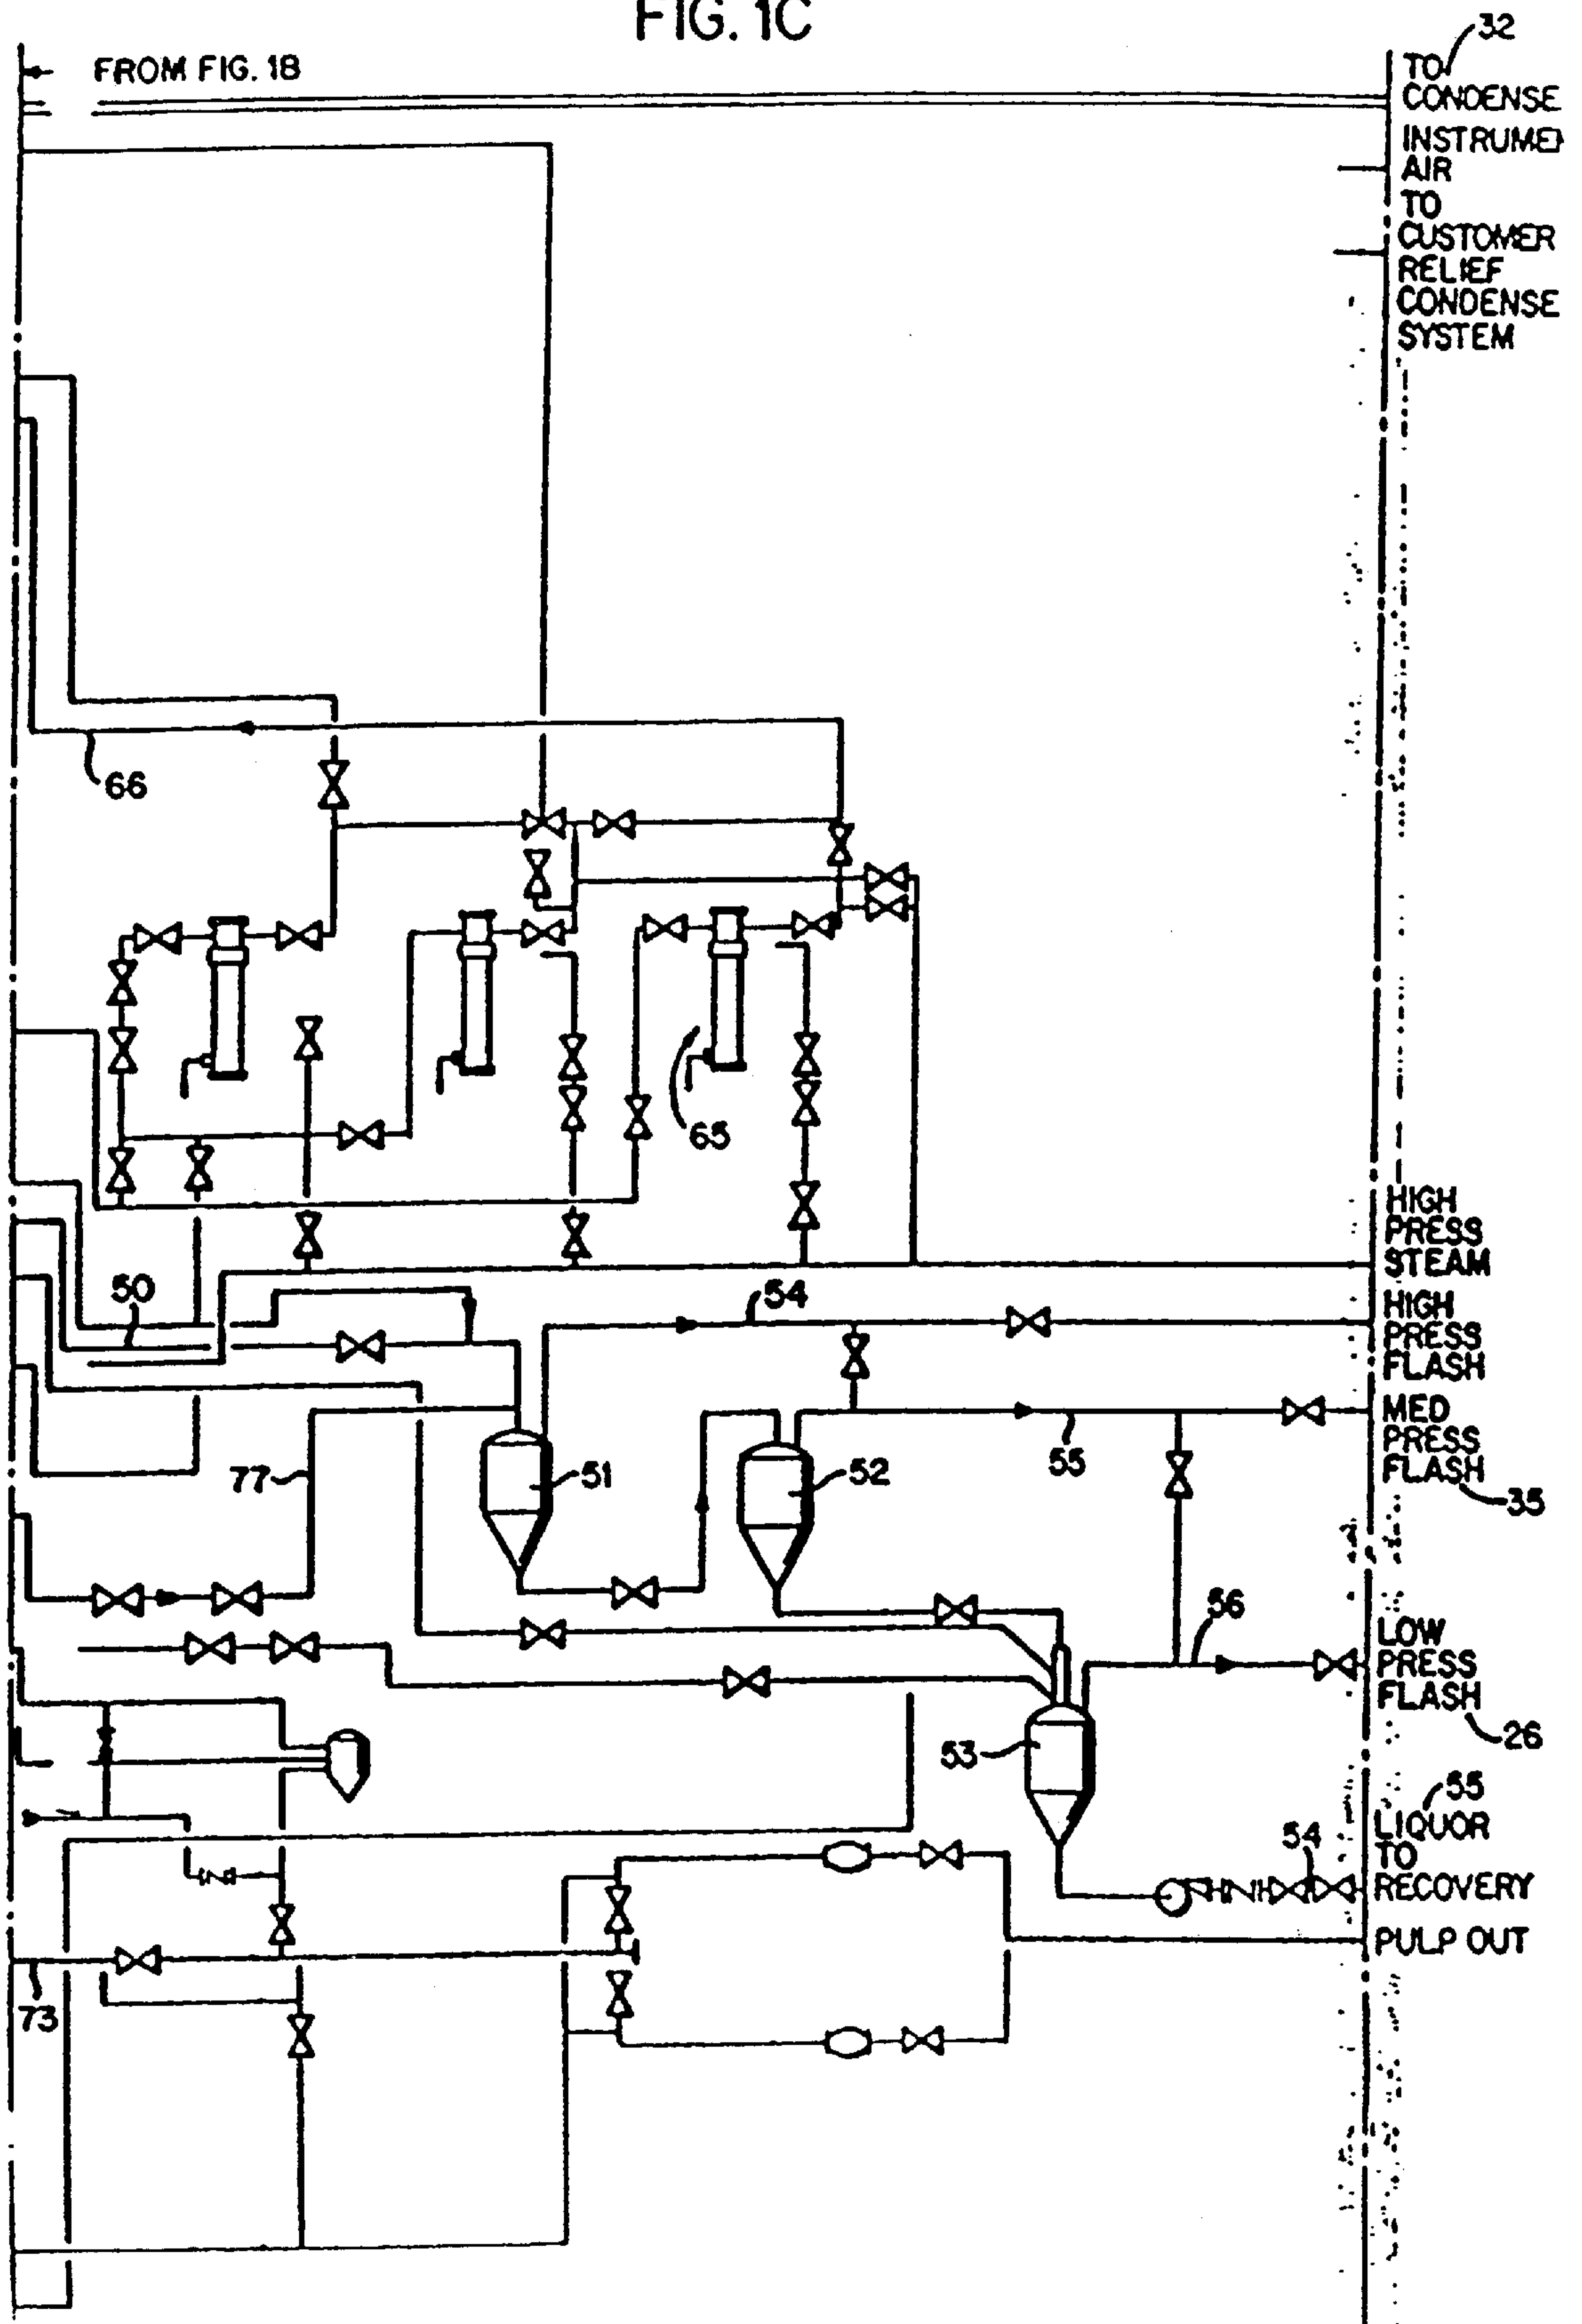 FIG. 1C
32
FROM FIG. 1B
TO
CONDENSE
INSTRUMEN
AIR
TO
CUSTOMER
RELIEF
CONDENSE
SYSTEM
66
65
HIGH
PRESS
STEAM
50
54
HIGH
PRESS
FLASH
MED
PRESS
FLASH
55
77
51
52
35
56
LOW
PRESS
FLASH
26
53
55
LIQUOR
54
TO
RECOVERY
PULP OUT
73